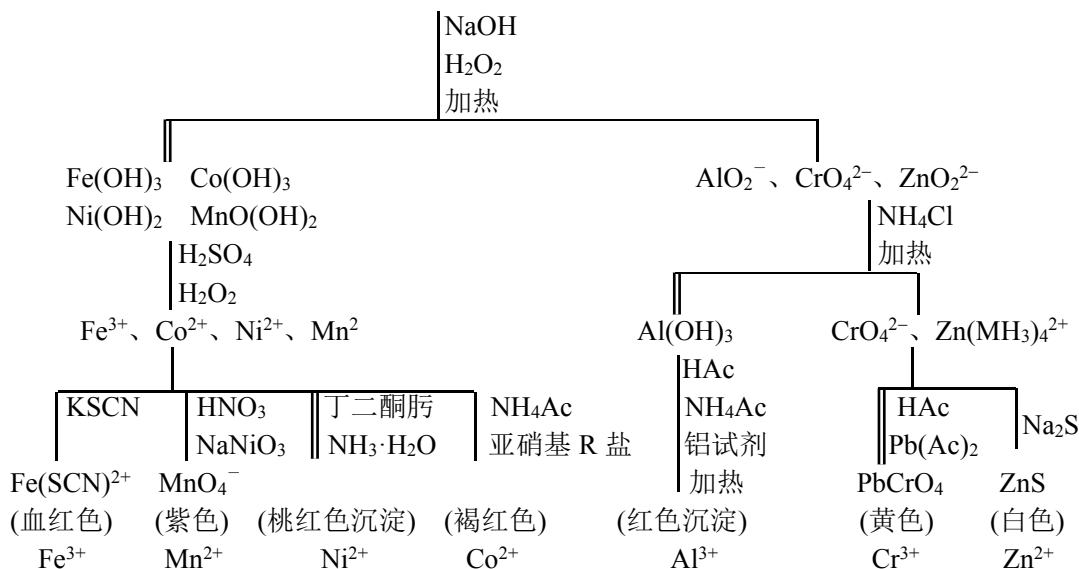 NaOH
H₂O₂
加热
Fe(OH)₃ Co(OH)₃ AlO₂⁻、CrO₄²⁻、ZnO₂²⁻
Ni(OH)₂ MnO(OH)₂ NH₄Cl
H₂SO₄ 加热
H₂O₂
Fe³⁺、Co²⁺、Ni²⁺、Mn² Al(OH)₃ CrO₄²⁻、Zn(MH₃)₄²⁺
HAc
KSCN HNO₃ 丁二酮肟 NH₄Ac NH₄Ac HAc Na₂S
NaNiO₃ NH₃·H₂O 亚硝基 R 盐 铝试剂 Pb(Ac)₂
Fe(SCN)²⁺ MnO₄⁻ 加热 PbCrO₄ ZnS
(血红色) (紫色) (桃红色沉淀) (褐红色) (红色沉淀) (黄色) (白色)
Fe³⁺ Mn²⁺ Ni²⁺ Co²⁺ Al³⁺ Cr³⁺ Zn²⁺